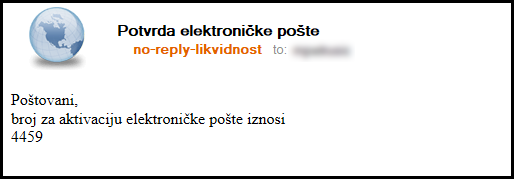 Potvrda elektroničke pošte
no-reply-likvidnost to:
Poštovani,
broj za aktivaciju elektroničke pošte iznosi
4459